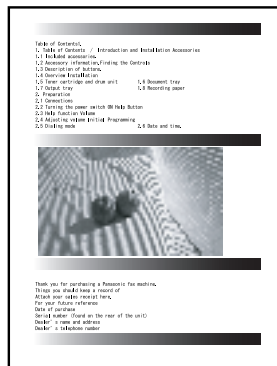 Table of Contents1.
1. Table of Contents / Introduction and Installation Accessories
1.1 Included accessories.
1.2 Accessory information,Finding the Controls
1.3 Description of buttons.
1.4 Overview Installation
1.5 Toner cartridge and drum unit 1.6 Document tray
1.7 Output tray 1.8 Recording paper
2. Preparation
2.1 Connections
2.2 Turning the power switch ON Help Button
2.3 Help function Volume
2.4 Adjusting volume Initial Programming
2.5 Dialing mode 2.6 Date and time.
Thank you for purchasing a Panasonic fax machine.
Things you should keep a record of
Attach your sales receipt here.
For your future reference
Date of purchase
Serial number (found on the rear of the unit)
Dealer's name and address
Dealer's telephone number